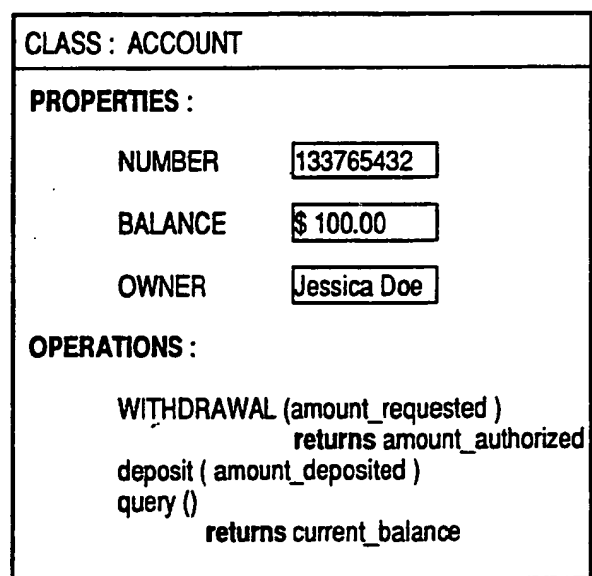 CLASS : ACCOUNT
PROPERTIES :
NUMBER 133765432
BALANCE $ 100.00
OWNER Jessica Doe
OPERATIONS :
WITHDRAWAL (amount_requested )
returns amount_authorized
deposit ( amount_deposited )
query ()
returns current_balance